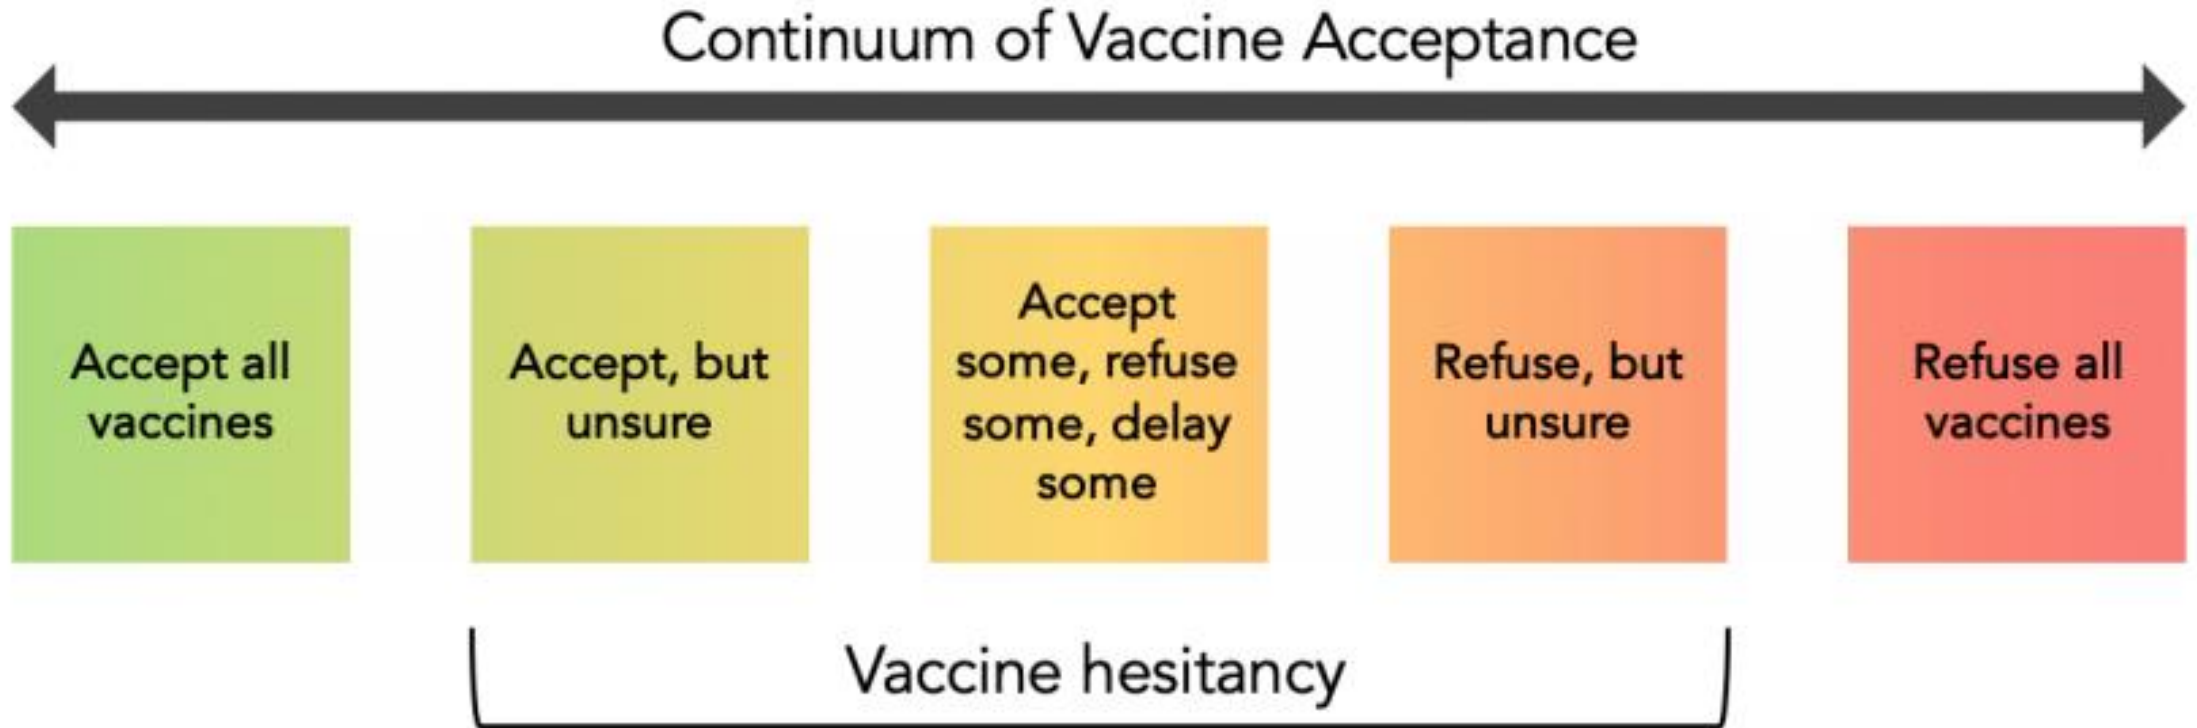 Continuum of Vaccine Acceptance
Accept all
vaccines
Accept, but
unsure
Accept
some, refuse
some, delay
some
Refuse, but
unsure
Refuse all
vaccines
Vaccine hesitancy